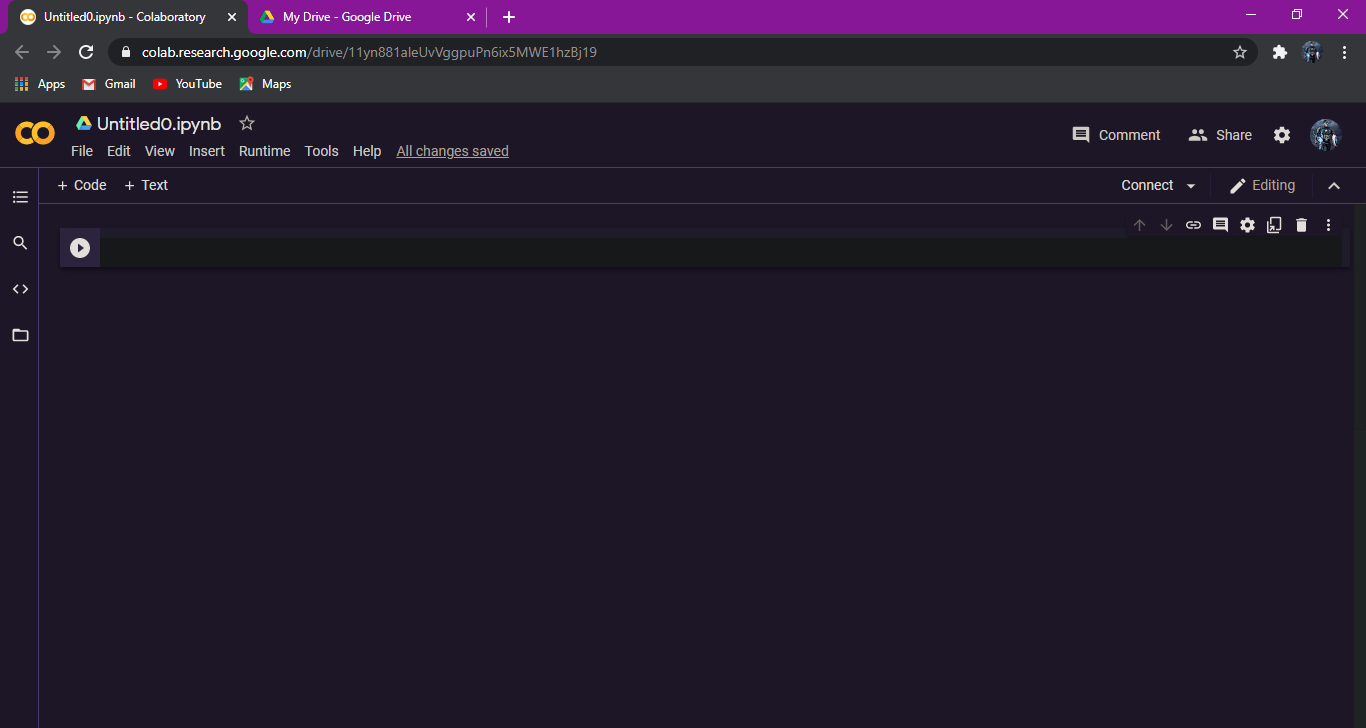 Untitled0.ipynb - Colaboratory
My Drive - Google Drive
colab.research.google.com/drive/11yn881aleUvVggpuPn6ix5MWE1hzBj19
Apps Gmail YouTube Maps
Untitled0.ipynb
Comment Share
File Edit View Insert Runtime Tools Help All changes saved
+ Code + Text Connect Editing